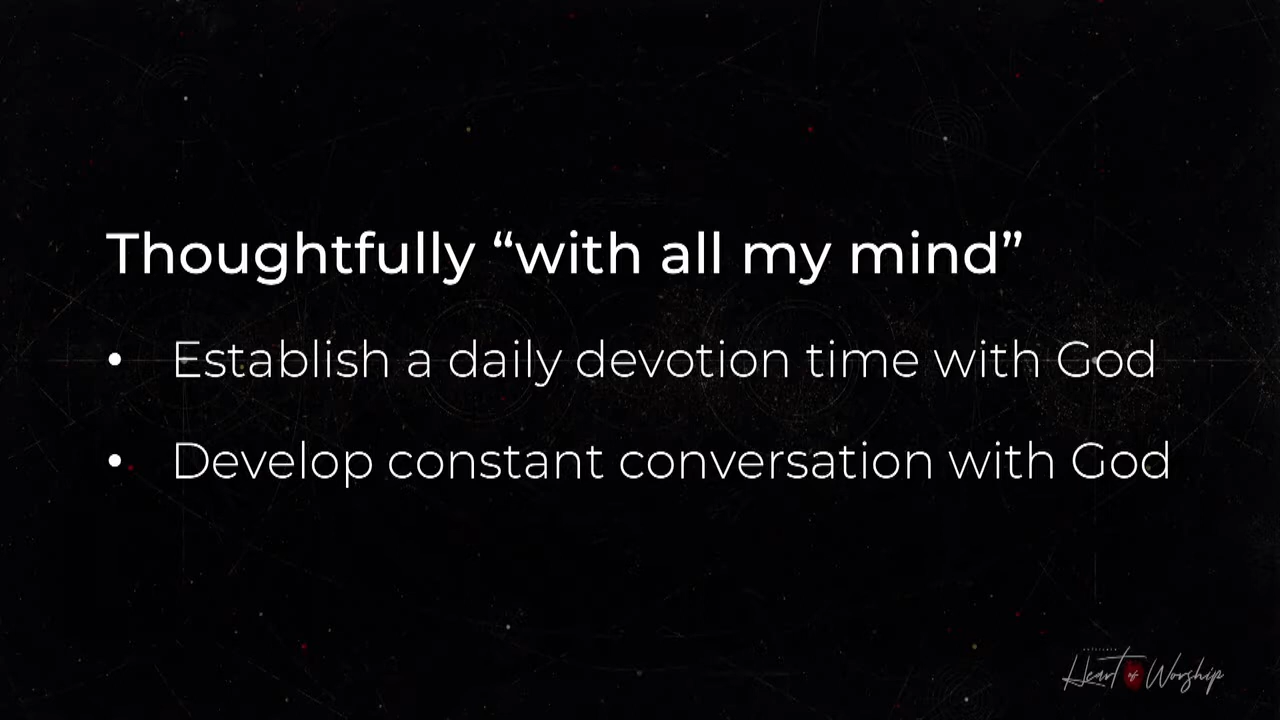 Thoughtfully “with all my mind”
• Establish a daily devotion time with God
• Develop constant conversation with God
Heart of Worship